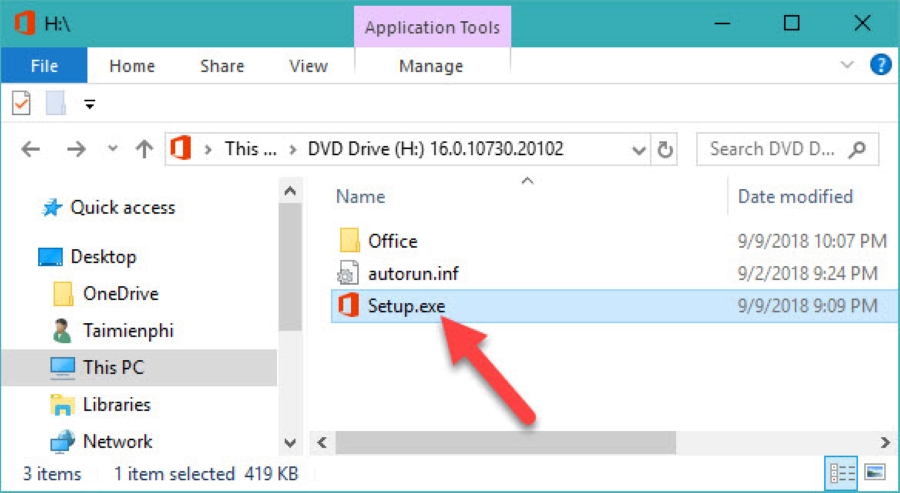 H:\
Application Tools
File Home Share View Manage
This ... DVD Drive (H:) 16.0.10730.20102
Search DVD D...
Name Date modified
Quick access
Desktop
OneDrive
Taimienphi
This PC
Libraries
Network
Office 9/9/2018 10:07 PM
autorun.inf 9/2/2018 9:24 PM
Setup.exe 9/9/2018 9:09 PM
3 items 1 item selected 419 KB